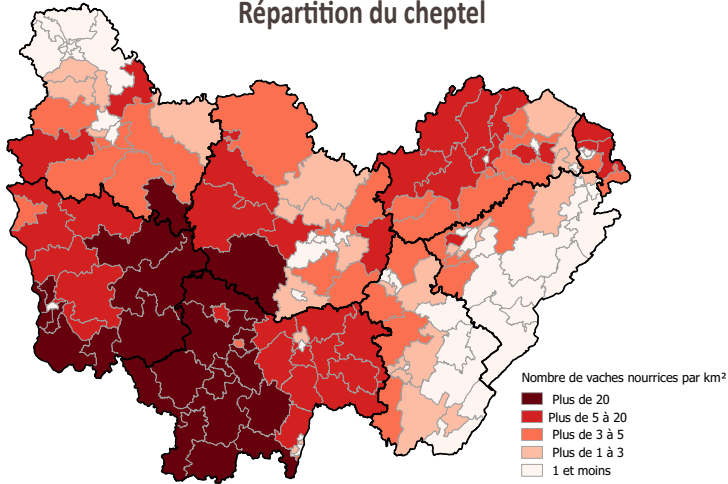 Répartition du cheptel
Nombre de vaches nourrices par km²
Plus de 20
Plus de 5 à 20
Plus de 3 à 5
Plus de 1 à 3
1 et moins